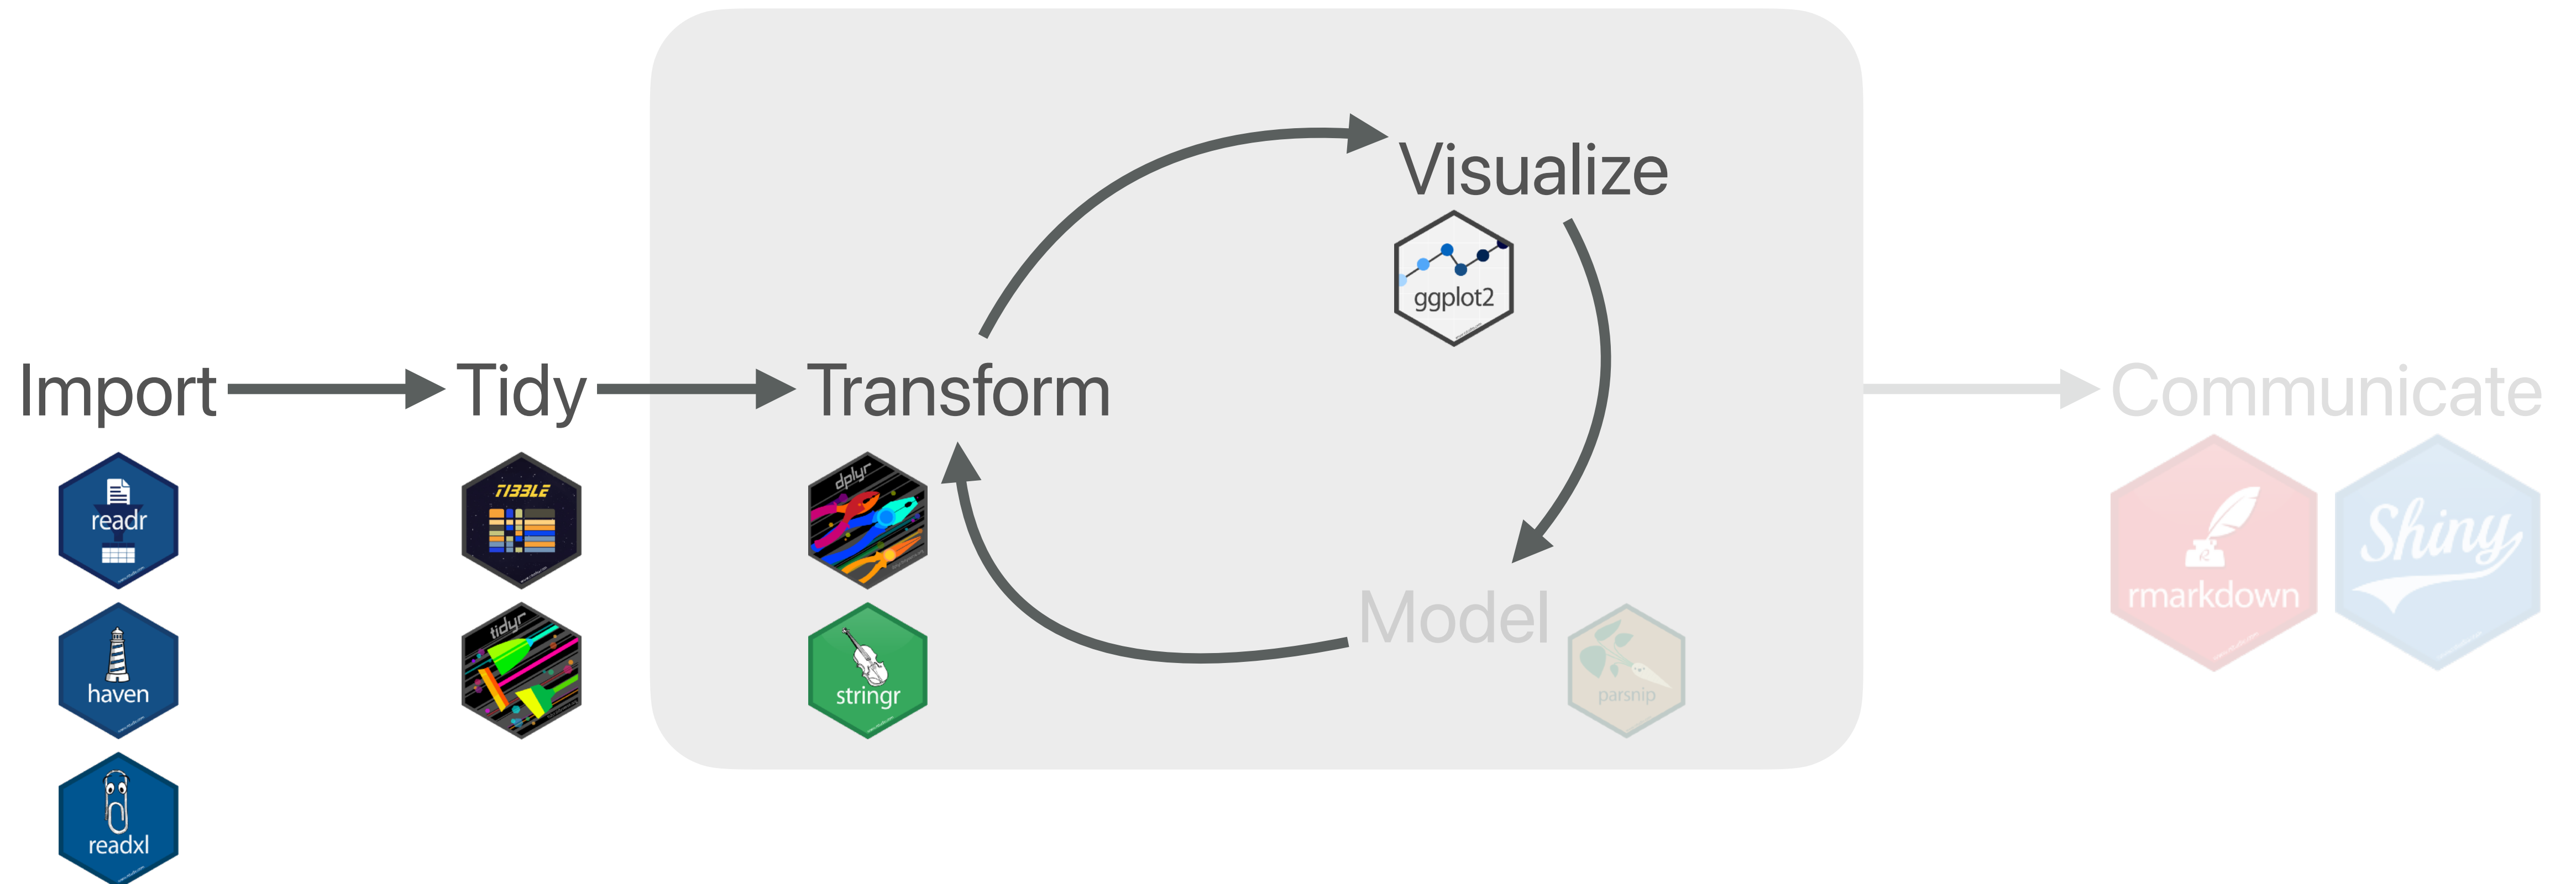 Import
readr
haven
readxl
Tidy
TIBBLE
tidyr
Transform
dplyr
stringr
Visualize
ggplot2
Model
parsnip
Communicate
rmarkdown
R
Shiny